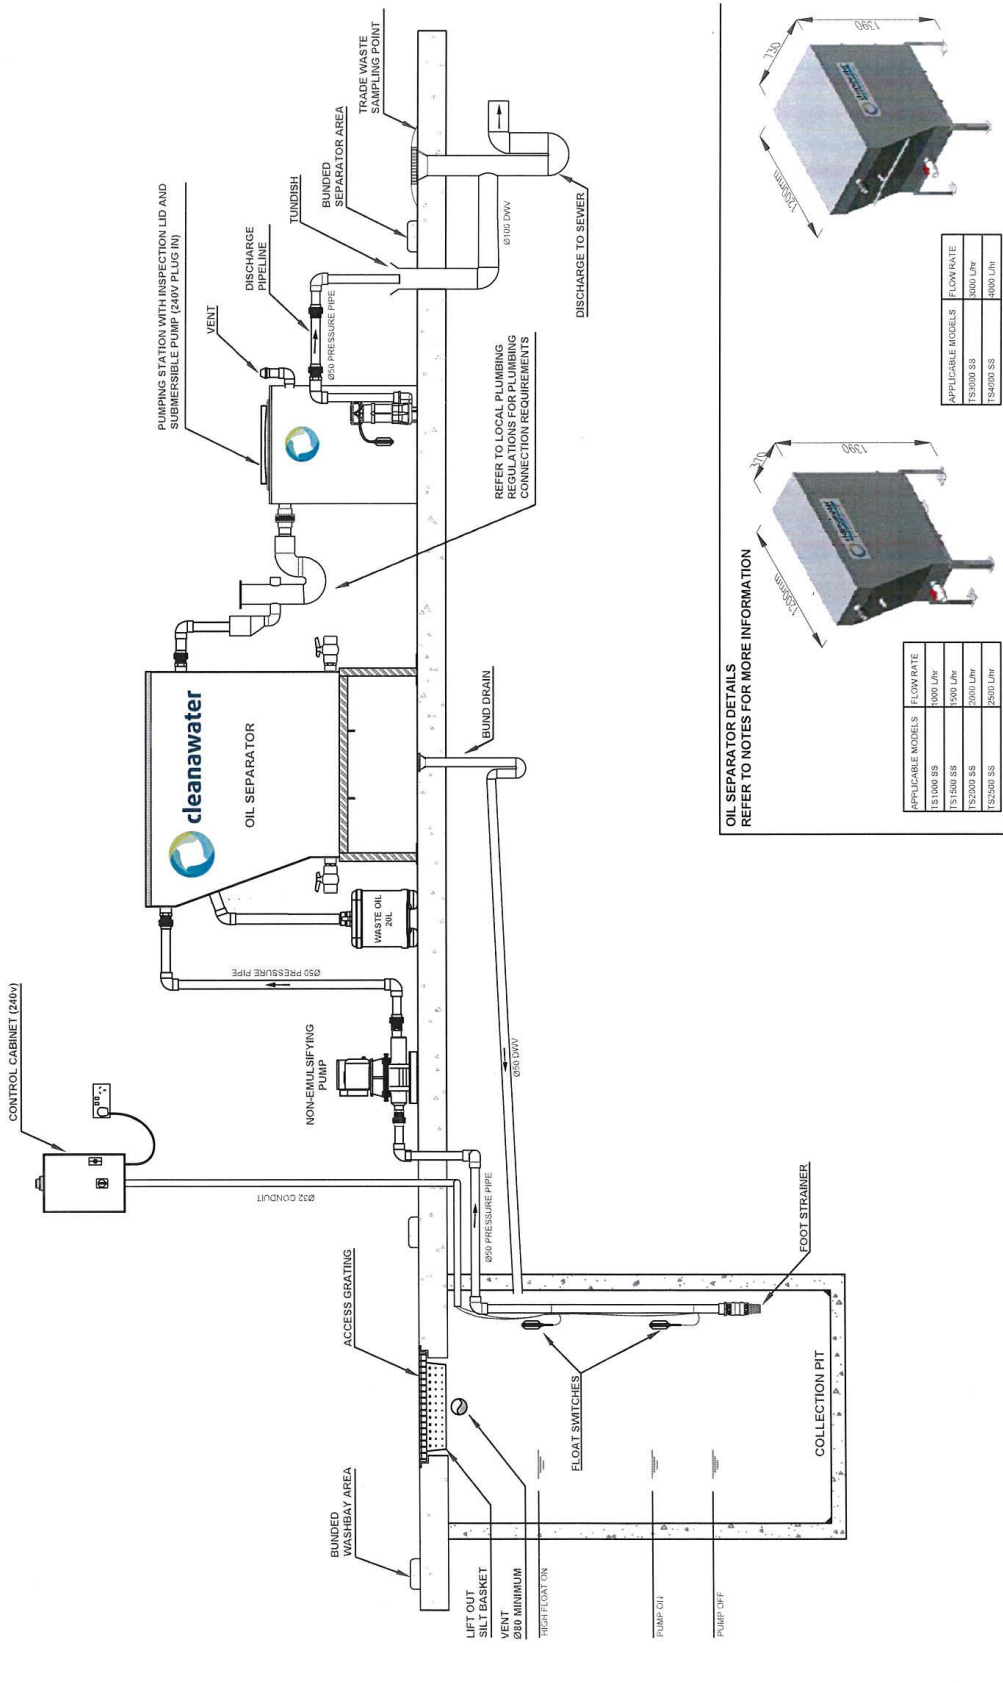 CONTROL CABINET (240v)
PUMPING STATION WITH INSPECTION LID AND
SUBMERSIBLE PUMP (240V PLUG IN)
VENT
DISCHARGE
PIPELINE
TUNDISH
BUNDED
SEPARATOR AREA
TRADE WASTE
SAMPLING POINT
cleanawater
OIL SEPARATOR
WASTE OIL
20L
Ø50 PRESSURE PIPE
NON-EMULSIFYING
PUMP
Ø32 CONDUIT
ACCESS GRATING
BUNDED
WASHBAY AREA
Ø50 PRESSURE PIPE
REFER TO LOCAL PLUMBING
REGULATIONS FOR PLUMBING
CONNECTION REQUIREMENTS
Ø100 DWV
DISCHARGE TO SEWER
BUND DRAIN
Ø50 DWV
Ø50 PRESSURE PIPE
LIFT OUT
SILT BASKET
VENT
Ø80 MINIMUM
HIGH FLOAT ON
PUMP ON
PUMP OFF
FLOAT SWITCHES
FOOT STRAINER
COLLECTION PIT
OIL SEPARATOR DETAILS
REFER TO NOTES FOR MORE INFORMATION
1200mm
370
1390
cleanawater
APPLICABLE MODELS FLOW RATE
TS1000 SS 1000 L/hr
TS1500 SS 1500 L/hr
TS2000 SS 2000 L/hr
TS2500 SS 2500 L/hr
1200mm
730
1390
cleanawater
APPLICABLE MODELS FLOW RATE
TS3000 SS 3000 L/hr
TS4000 SS 4000 L/hr